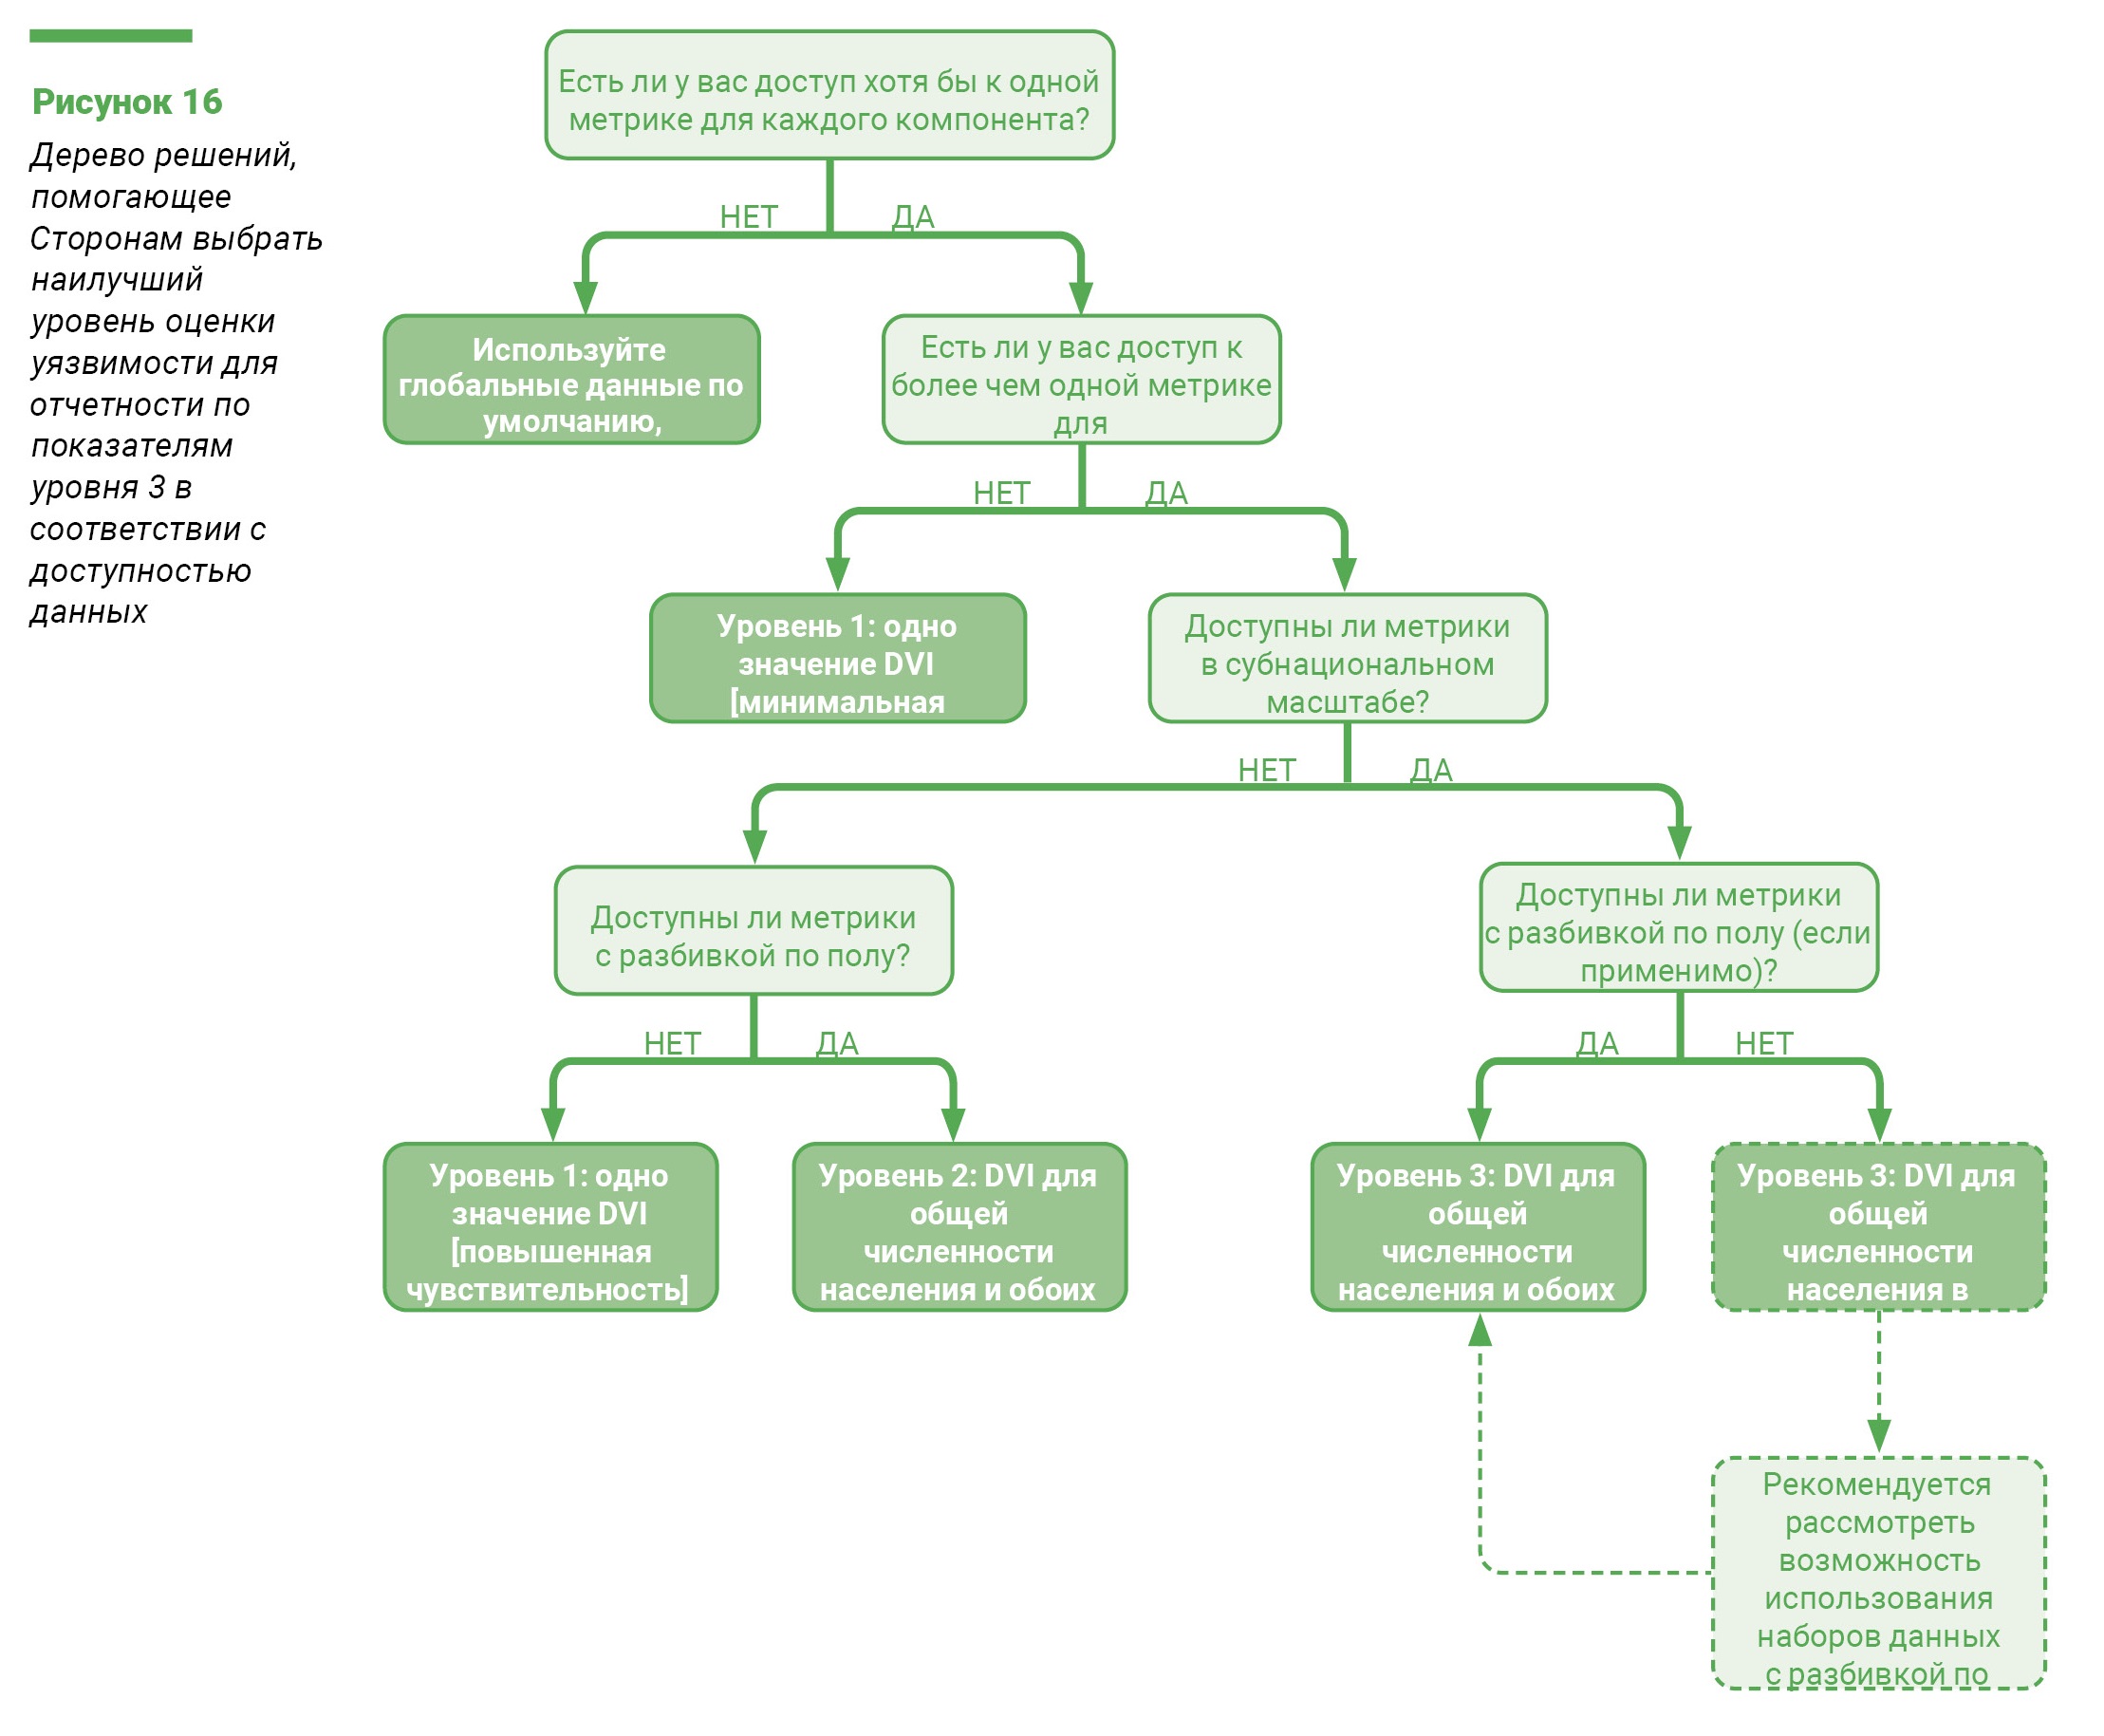 Рисунок 16
Дерево решений,
помогающее
Сторонам выбрать
наилучший
уровень оценки
уязвимости для
отчетности по
показателям
уровня 3 в
соответствии с
доступностью
данных
Есть ли у вас доступ хотя бы к одной
метрике для каждого компонента?
НЕТ
ДА
Используйте
глобальные данные по
умолчанию,
Есть ли у вас доступ к
более чем одной метрике
для
НЕТ
ДА
Уровень 1: одно
значение DVI
[минимальная
Доступны ли метрики
в субнациональном
масштабе?
НЕТ
ДА
Доступны ли метрики
с разбивкой по полу?
Доступны ли метрики
с разбивкой по полу (если
применимо)?
НЕТ
ДА
ДА
НЕТ
Уровень 1: одно
значение DVI
[повышенная
чувствительность]
Уровень 2: DVI для
общей
численности
населения и обоих
Уровень 3: DVI для
общей
численности
населения и обоих
Уровень 3: DVI для
общей
численности
населения в
Рекомендуется
рассмотреть
возможность
использования
наборов данных
с разбивкой по